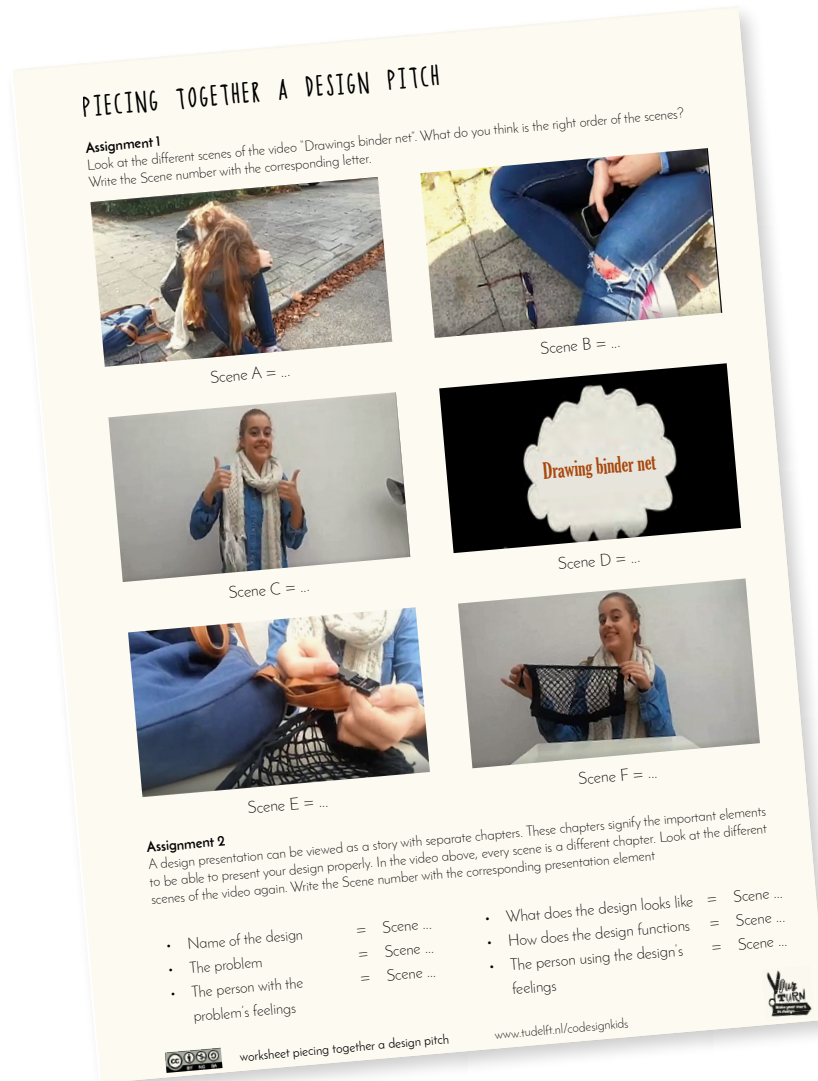 PIECING TOGETHER A DESIGN PITCH
Assignment 1
Look at the different scenes of the video “Drawings binder net”. What do you think is the right order of the scenes?
Write the Scene number with the corresponding letter.
Scene A = ...
Scene B = ...
Scene C = ...
Drawing binder net
Scene D = ...
Scene E = ...
Scene F = ...
Assignment 2
A design presentation can be viewed as a story with separate chapters. These chapters signify the important elements
to be able to present your design properly. In the video above, every scene is a different chapter. Look at the different
scenes of the video again. Write the Scene number with the corresponding presentation element
• Name of the design = Scene ...
• The problem = Scene ...
• The person with the = Scene ...
problem’s feelings
• What does the design looks like = Scene ...
• How does the design functions = Scene ...
• The person using the design’s = Scene ...
feelings
cc BY NC SA
worksheet piecing together a design pitch
www.tudelft.nl/codesignkids
Your
TURN